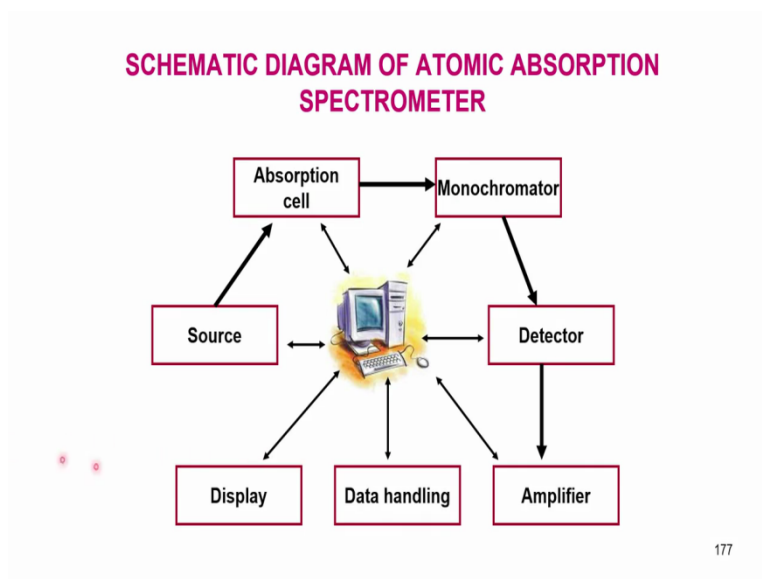 SCHEMATIC DIAGRAM OF ATOMIC ABSORPTION
SPECTROMETER
Absorption
cell
Monochromator
Source
Detector
Display
Data handling
Amplifier
177